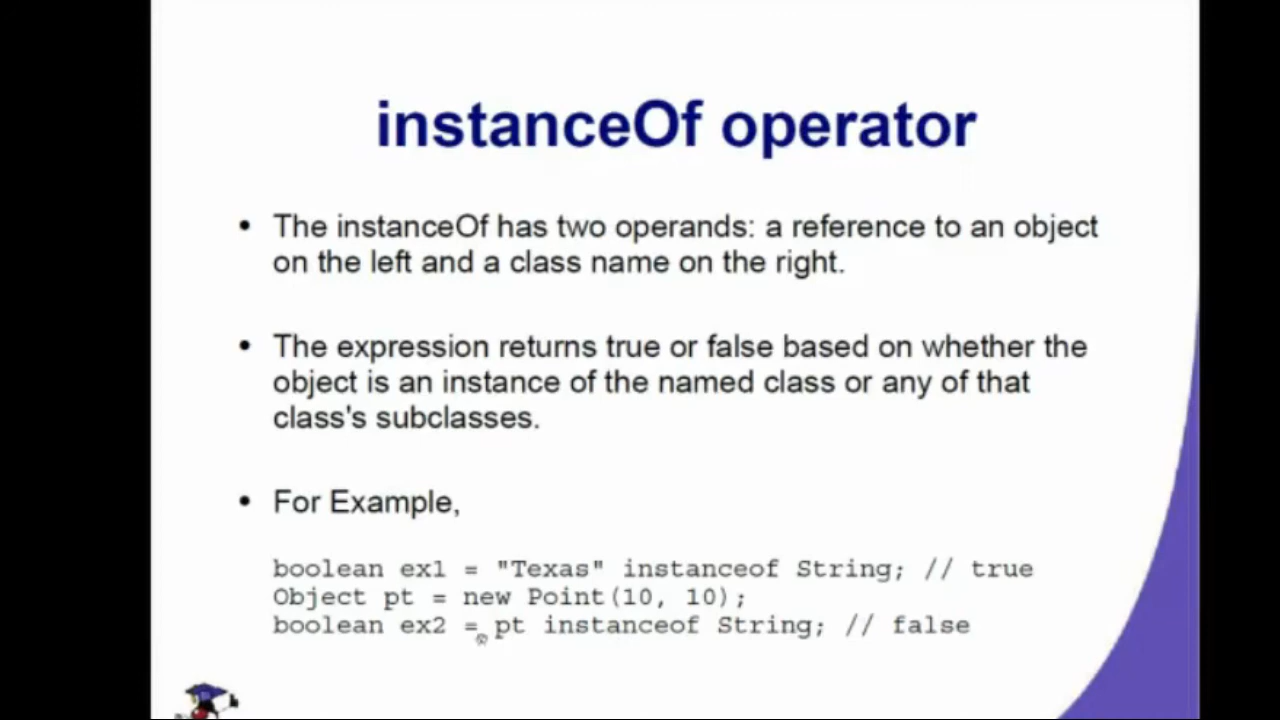 instanceOf operator
• The instanceOf has two operands: a reference to an object
on the left and a class name on the right.
• The expression returns true or false based on whether the
object is an instance of the named class or any of that
class's subclasses.
• For Example,
boolean ex1 = "Texas" instanceof String; // true
Object pt = new Point(10, 10);
boolean ex2 = pt instanceof String; // false